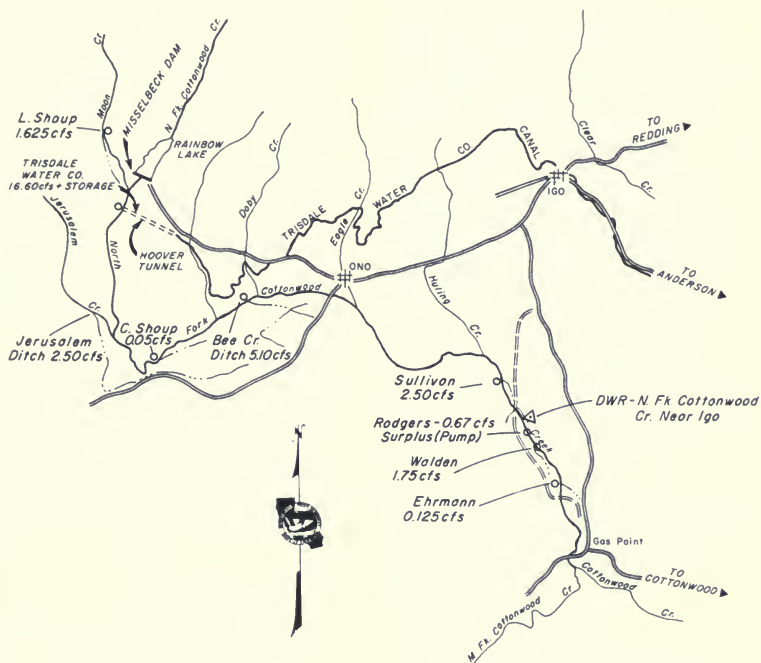 Cr.
Moon
MISSELBECK DAM
N. Fk. Cottonwood
Cr.
L. Shoup
1.625cfs
RAINBOW
LAKE
TRISDALE
WATER CO.
16.60cfs + STORAGE
Jerusalem
Cr.
North
Fork
Cottonwood
HOOVER
TUNNEL
Doby
Cr.
TRISDALE
WATER
CO
CANAL
Eagle
Cr.
ONO
Clear
Cr.
TO
REDDING
IGO
TO
ANDERSON
Huling
Cr.
Jerusalem
Ditch 2.50cfs
C. Shoup
0.05cfs
Bee Cr.
Ditch 5.10cfs
Sullivan
2.50cfs
DWR - N. Fk Cottonwood
Cr. Near Igo
Rodgers - 0.67 cfs
Surplus (Pump)
Creek
Walden
1.75cfs
Ehrmann
0.125cfs
N
Gas Point
TO
COTTONWOOD
Cottonwood
Cr.
M. Fk. Cottonwood
Cr.